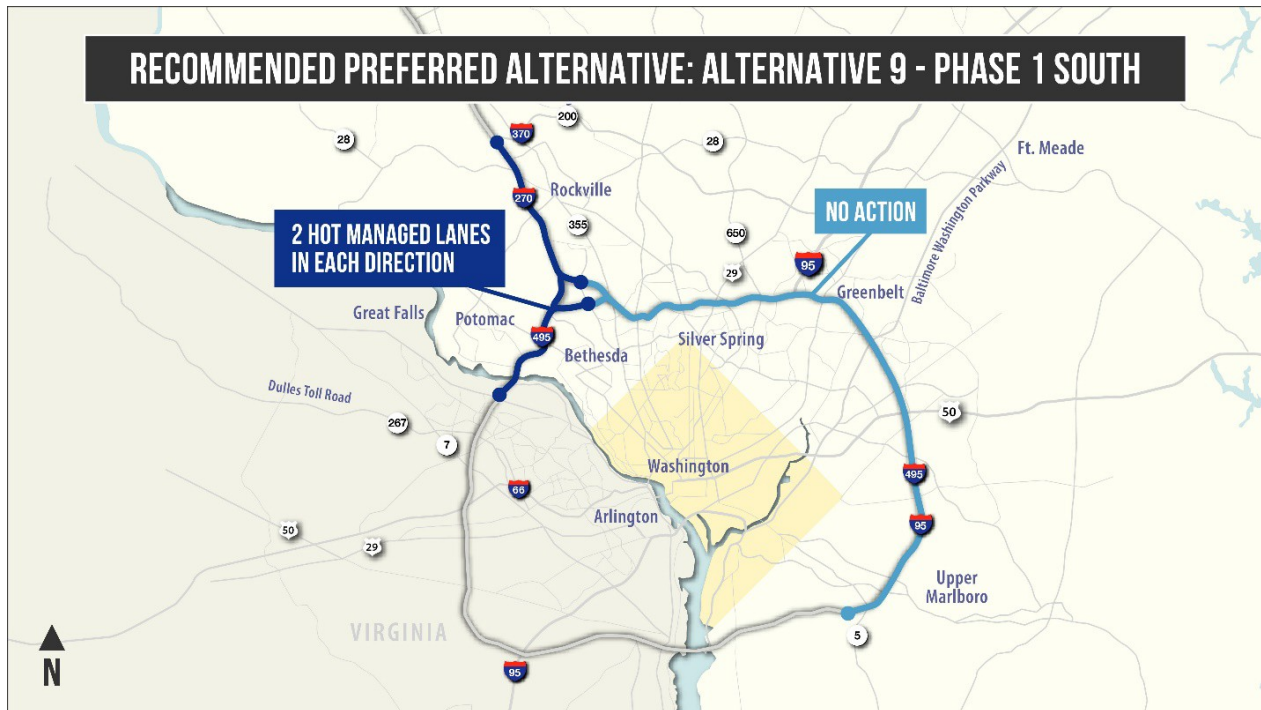 RECOMMENDED PREFERRED ALTERNATIVE: ALTERNATIVE 9 - PHASE 1 SOUTH
370
200
28
28
Ft. Meade
270
Rockville
2 HOT MANAGED LANES
IN EACH DIRECTION
355
650
NO ACTION
Baltimore Washington Parkway
29
95
Greenbelt
Great Falls
Potomac
495
Silver Spring
Bethesda
Dulles Toll Road
267
7
50
Washington
495
66
Arlington
95
50
29
Upper
Marlboro
VIRGINIA
5
N
95